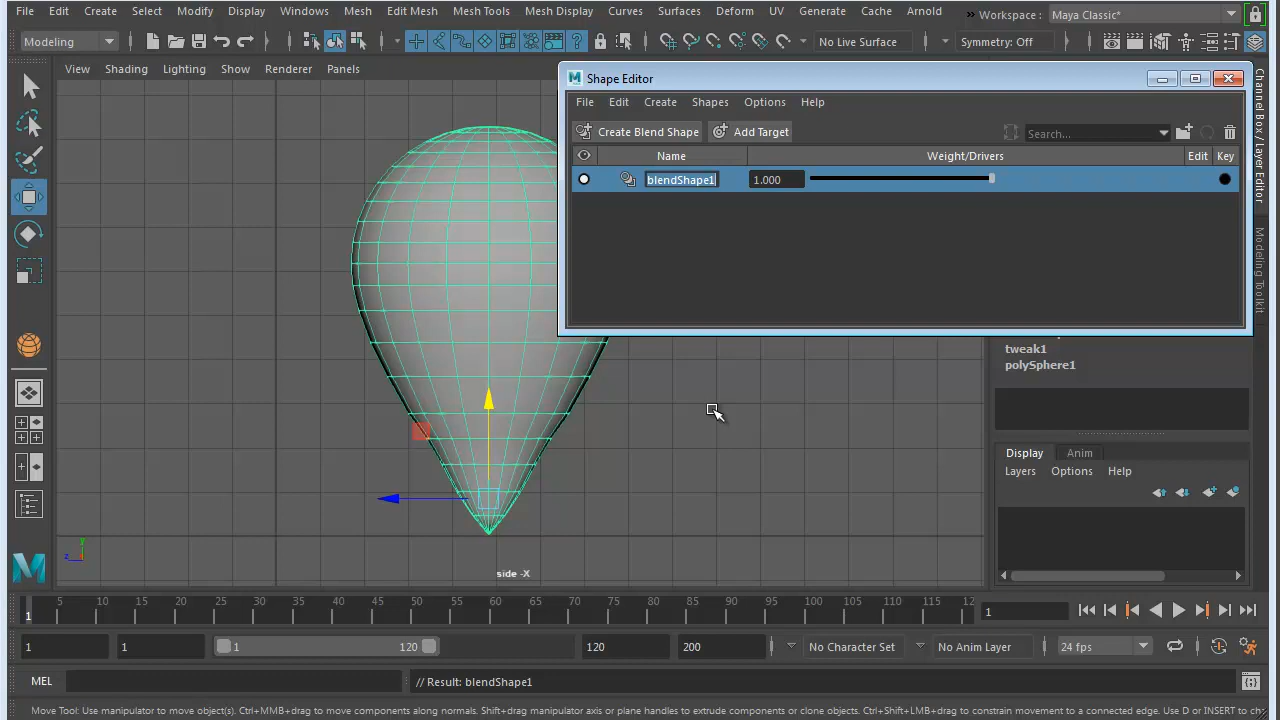 File Edit Create Select Modify Display Windows Mesh Edit Mesh Mesh Tools Mesh Display Curves Surfaces Deform UV Generate Cache Arnold » Workspace : Maya Classic*
Modeling No Live Surface Symmetry: Off
View Shading Lighting Show Renderer Panels
Shape Editor
File Edit Create Shapes Options Help
Create Blend Shape Add Target Search...
Name Weight/Drivers Edit Key
blendShape1 1.000
Channel Box / Layer Editor
Modeling Toolkit
tweak1
polySphere1
Display Anim
Layers Options Help
y
z
side -X
1 5 10 15 20 25 30 35 40 45 50 55 60 65 70 75 80 85 90 95 100 105 110 115 12
1
1 1 1 120 120 200 No Character Set No Anim Layer 24 fps
MEL // Result: blendShape1
Move Tool: Use manipulator to move object(s). Ctrl+MMB+drag to move components along normals. Shift+drag manipulator axis or plane handles to extrude components or clone objects. Ctrl+Shift+LMB+drag to constrain movement to a connected edge. Use D or INSERT to